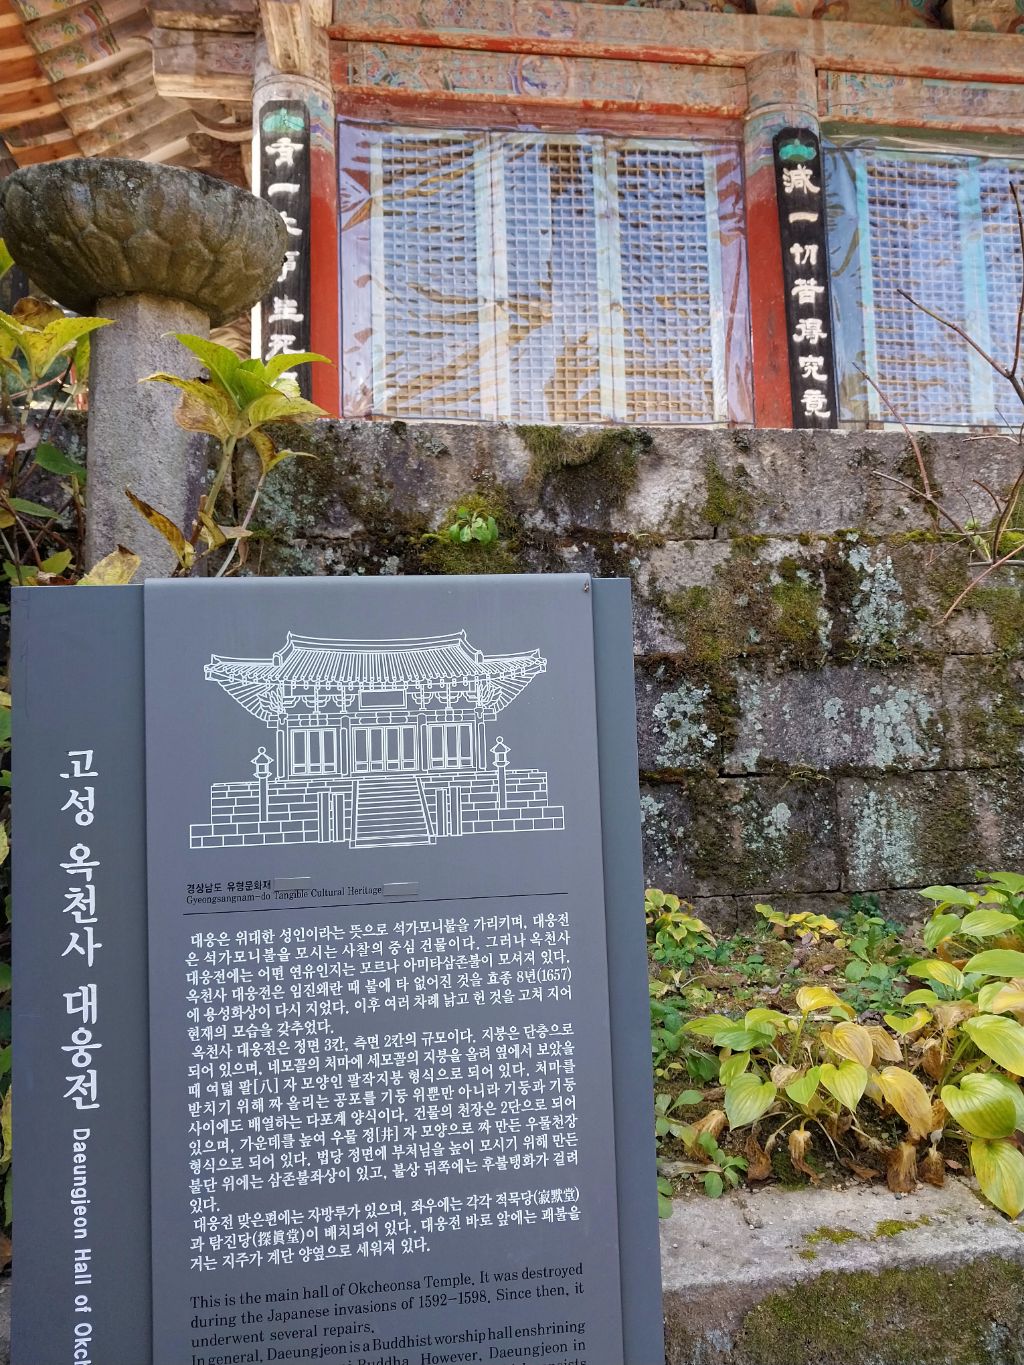 青一
生死
滅一切皆得究竟
고성 옥천사 대웅전 Daeungjeon Hall of Okch
경상남도 유형문화재
Gyeongsangnam-do Tangible Cultural Heritage
대웅은 위대한 성인이라는 뜻으로 석가모니불을 가리키며, 대웅전
은 석가모니불을 모시는 사찰의 중심 건물이다. 그러나 옥천사
대웅전에는 어떤 연유인지는 모르나 아미타삼존불이 모셔져 있다.
옥천사 대웅전은 임진왜란 때 불에 타 없어진 것을 효종 8년(1657)
에 용성화상이 다시 지었다. 이후 여러 차례 낡고 헌 것을 고쳐 지어
현재의 모습을 갖추었다.
옥천사 대웅전은 정면 3칸, 측면 2칸의 규모이다. 지붕은 단층으로
되어 있으며, 네모꼴의 처마에 세모꼴의 지붕을 올려 옆에서 보았을
때 여덟 팔[八] 자 모양인 팔작지붕 형식으로 되어 있다. 처마를
받치기 위해 짜 올리는 공포를 기둥 위뿐만 아니라 기둥과 기둥
사이에도 배열하는 다포계 양식이다. 건물의 천장은 2단으로 되어
있으며, 가운데를 높여 우물 정[井] 자 모양으로 짜 만든 우물천장
형식으로 되어 있다. 법당 정면에 부처님을 높이 모시기 위해 만든
불단 위에는 삼존불좌상이 있고, 불상 뒤쪽에는 후불탱화가 걸려
있다.
대웅전 맞은편에는 자방루가 있으며, 좌우에는 각각 적묵당(寂默堂)
과 탐진당(探眞堂)이 배치되어 있다. 대웅전 바로 앞에는 괘불을
거는 지주가 계단 양옆으로 세워져 있다.
This is the main hall of Okcheonsa Temple. It was destroyed
during the Japanese invasions of 1592-1598. Since then, it
underwent several repairs.
In general, Daeungjeon is a Buddhist worship hall enshrining
Buddha. However, Daeungjeon in